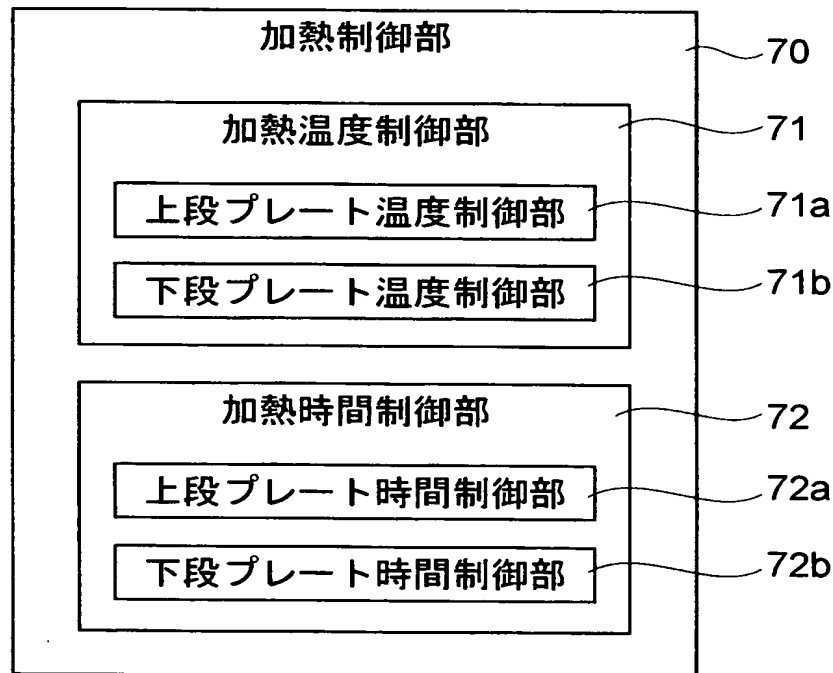 加熱制御部 70
加熱温度制御部 71
上段プレート温度制御部 71a
下段プレート温度制御部 71b
加熱時間制御部 72
上段プレート時間制御部 72a
下段プレート時間制御部 72b